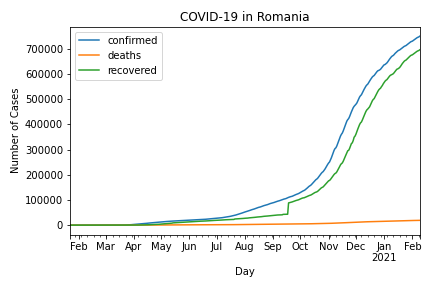 COVID-19 in Romania
confirmed
deaths
recovered
Number of Cases
700000
600000
500000
400000
300000
200000
100000
0
Feb Mar Apr May Jun Jul Aug Sep Oct Nov Dec Jan Feb
2021
Day